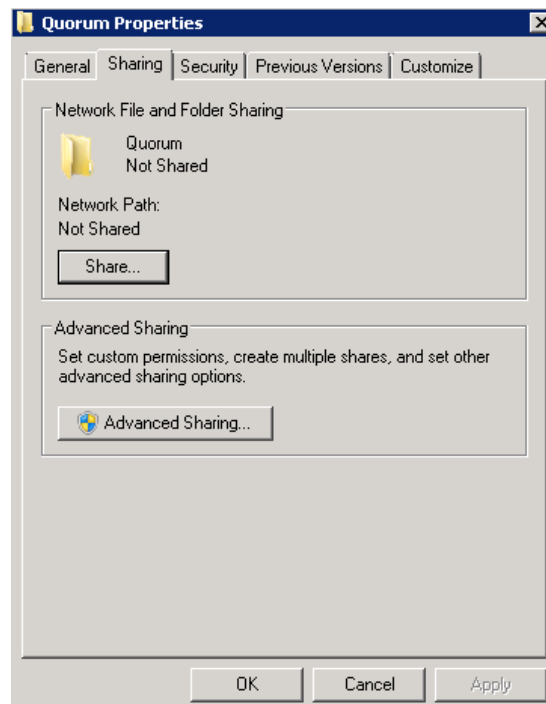 Quorum Properties
General Sharing Security Previous Versions Customize
Network File and Folder Sharing
Quorum
Not Shared
Network Path:
Not Shared
Share...
Advanced Sharing
Set custom permissions, create multiple shares, and set other
advanced sharing options.
Advanced Sharing...
OK Cancel Apply